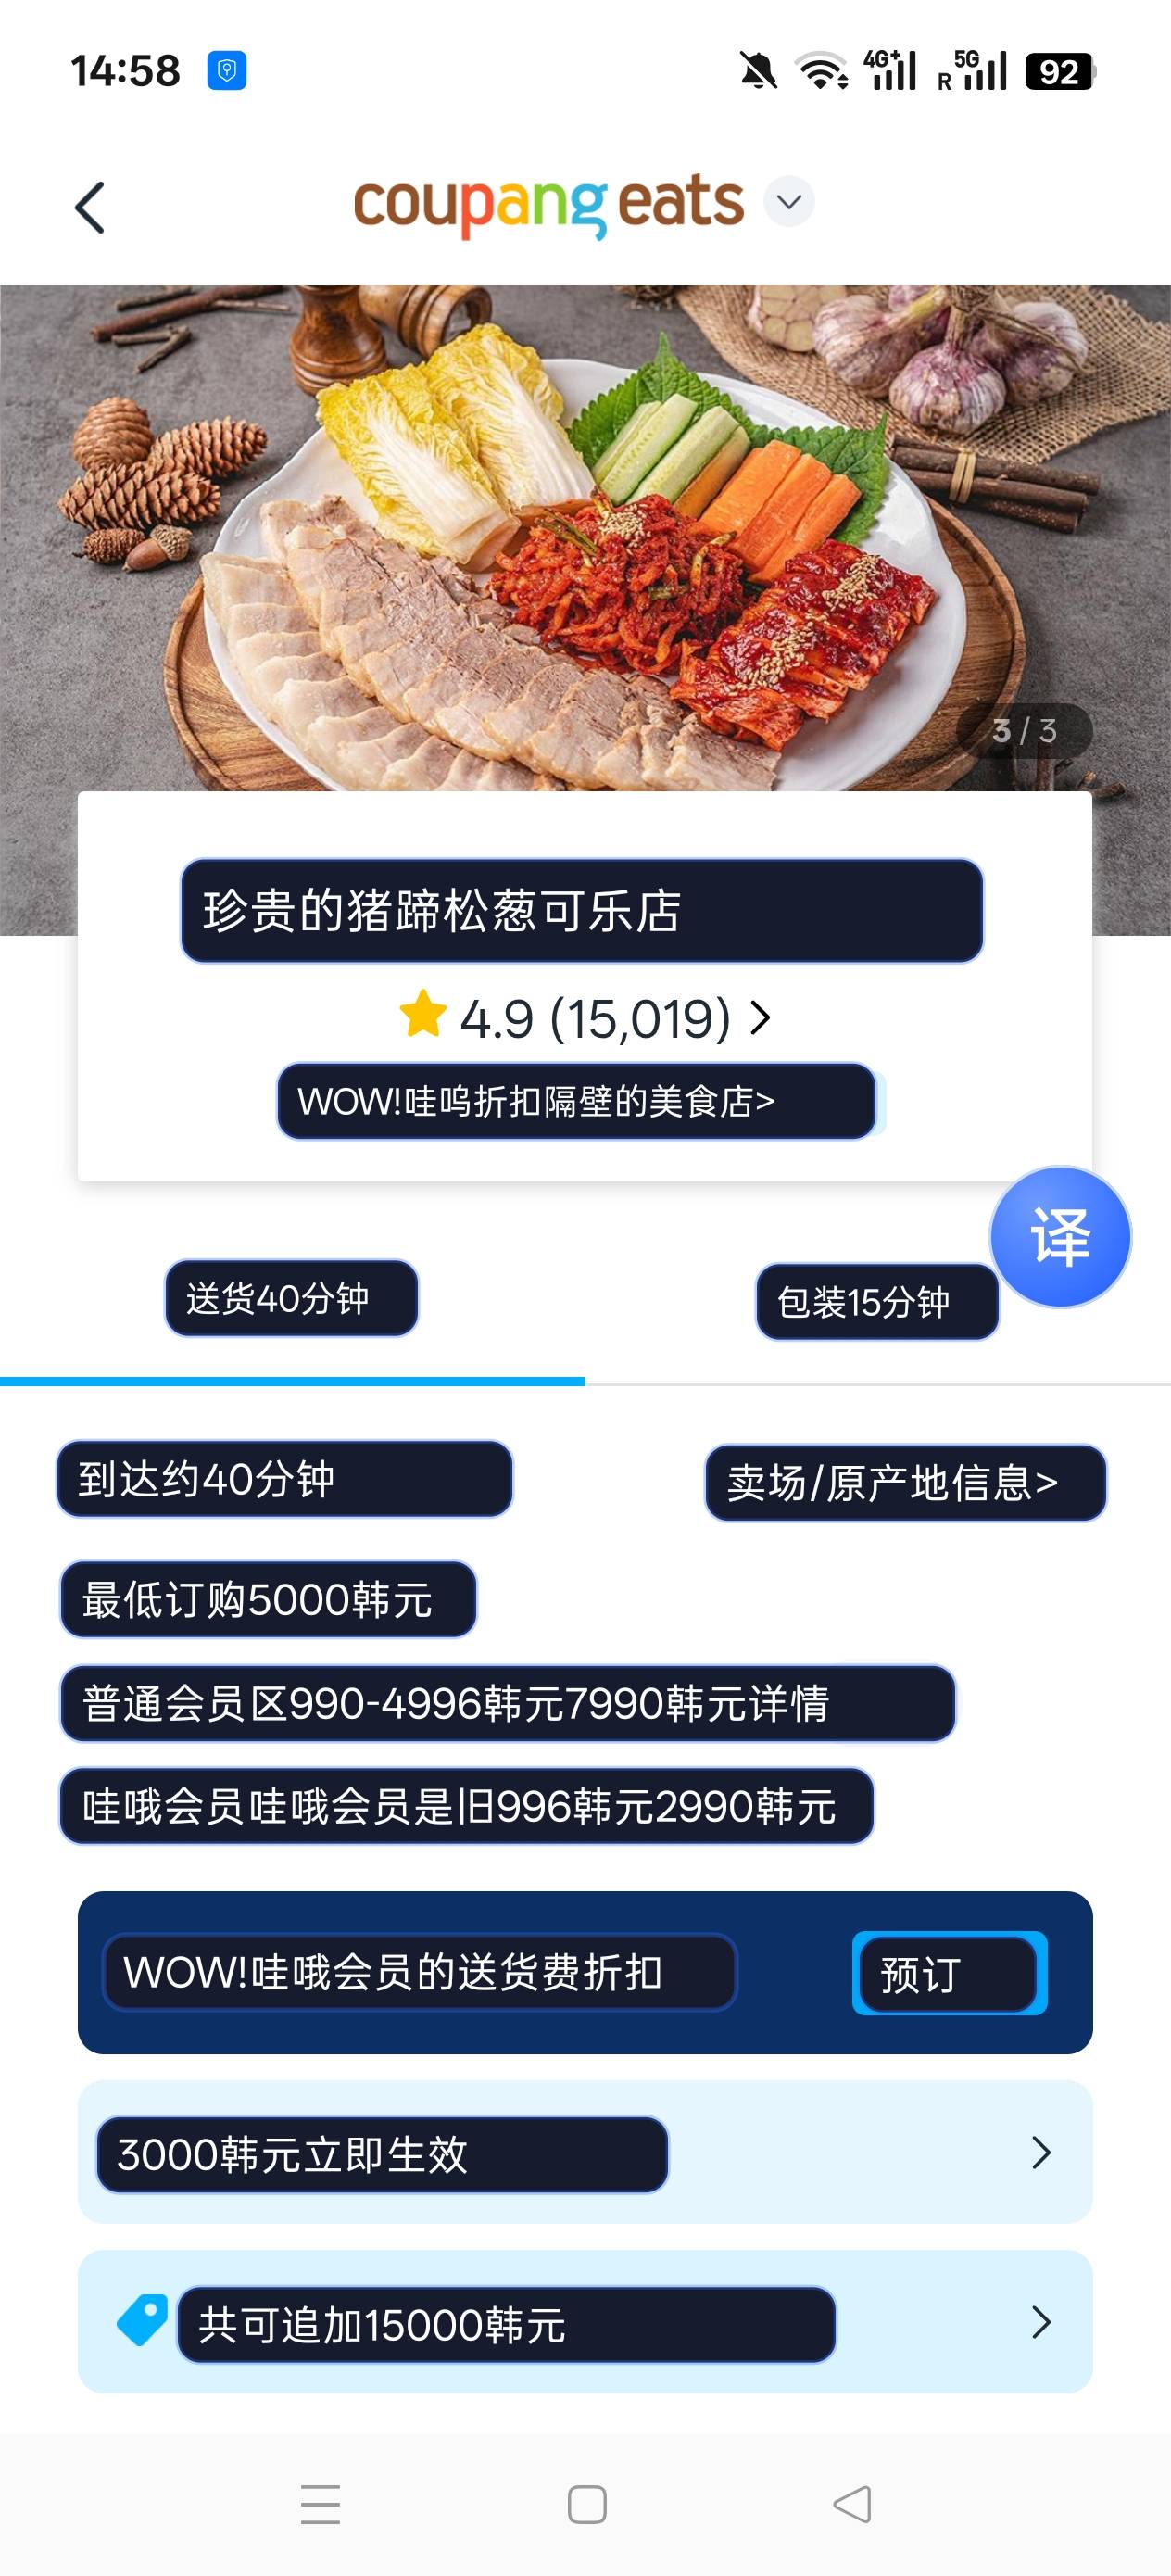 14:58
4G+
R 5G
92
coupang eats
3 / 3
珍贵的猪蹄松葱可乐店
4.9 (15,019)
WOW!哇呜折扣隔壁的美食店>
译
送货40分钟
包装15分钟
到达约40分钟
卖场/原产地信息>
最低订购5000韩元
普通会员区990-4996韩元7990韩元详情
哇哦会员哇哦会员是旧996韩元2990韩元
WOW!哇哦会员的送货费折扣
预订
3000韩元立即生效
共可追加15000韩元